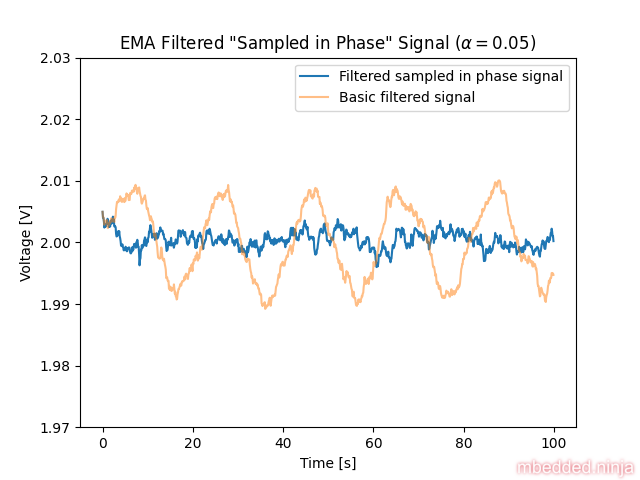 EMA Filtered "Sampled in Phase" Signal (α = 0.05)
Filtered sampled in phase signal
Basic filtered signal
2.03
2.02
2.01
2.00
1.99
1.98
1.97
Voltage [V]
0 20 40 60 80 100
Time [s]
mbedded.ninja